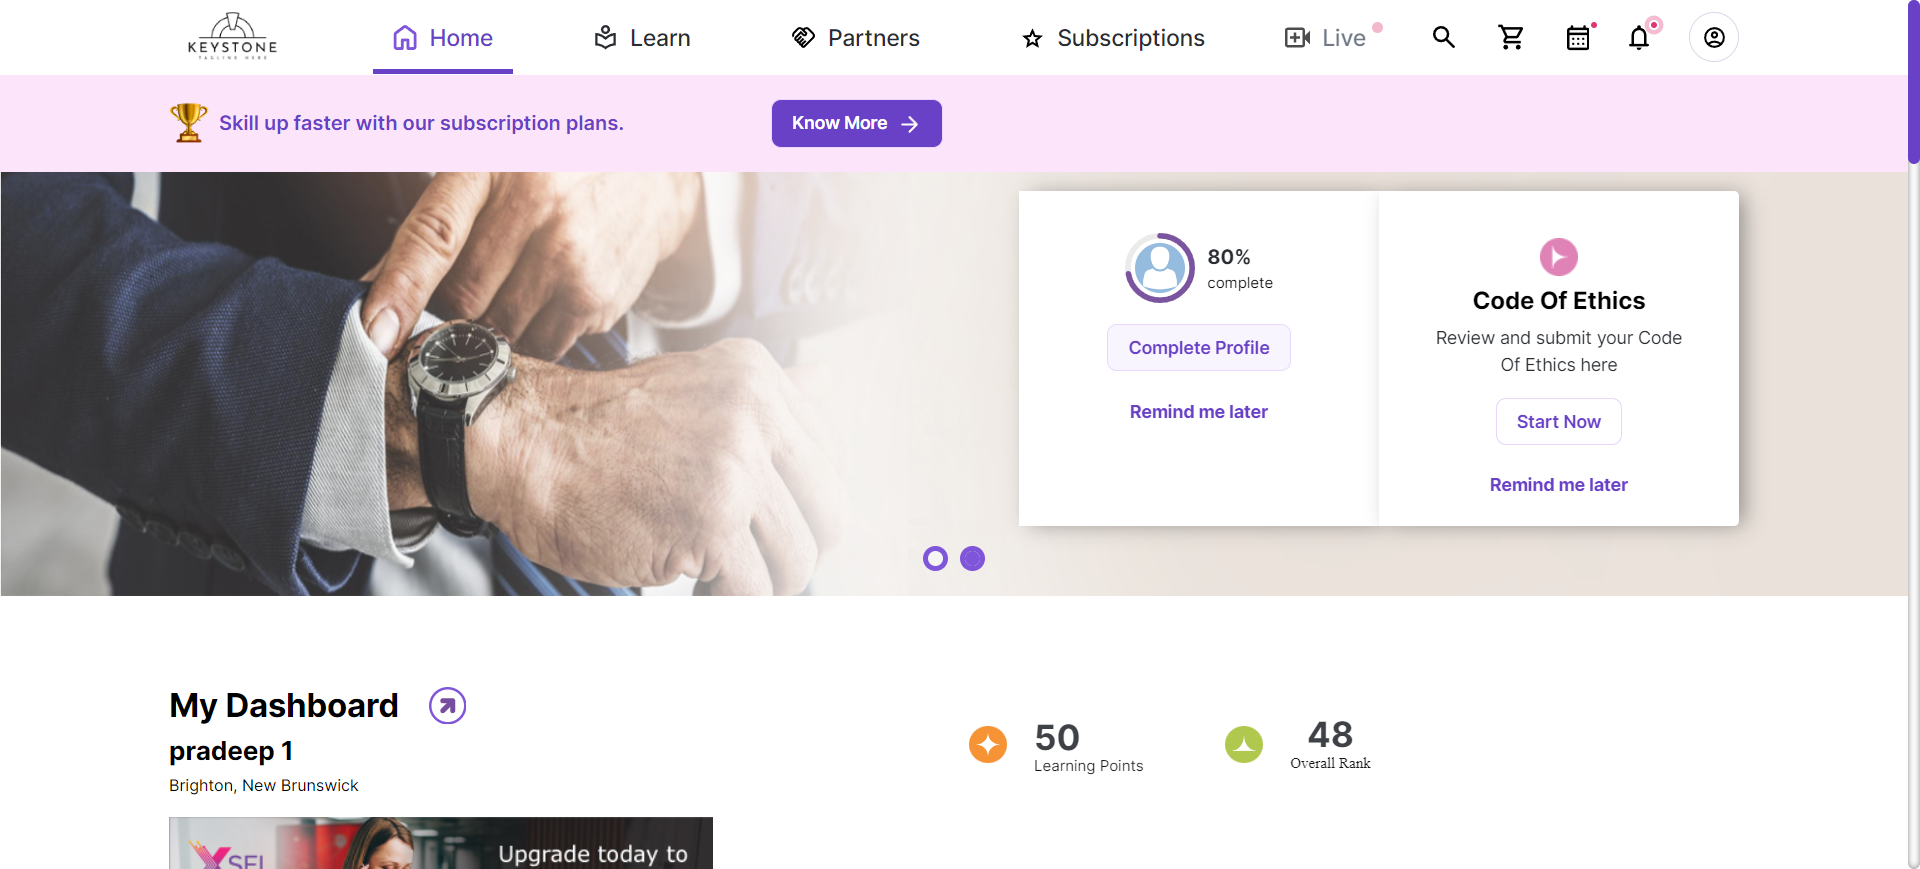 KEYSTONE
TAGLINE HERE
Home
Learn
Partners
Subscriptions
Live
Skill up faster with our subscription plans.
Know More
80%
complete
Complete Profile
Remind me later
Code Of Ethics
Review and submit your Code
Of Ethics here
Start Now
Remind me later
My Dashboard
pradeep 1
Brighton, New Brunswick
50
Learning Points
48
Overall Rank
XSEL
Upgrade today to